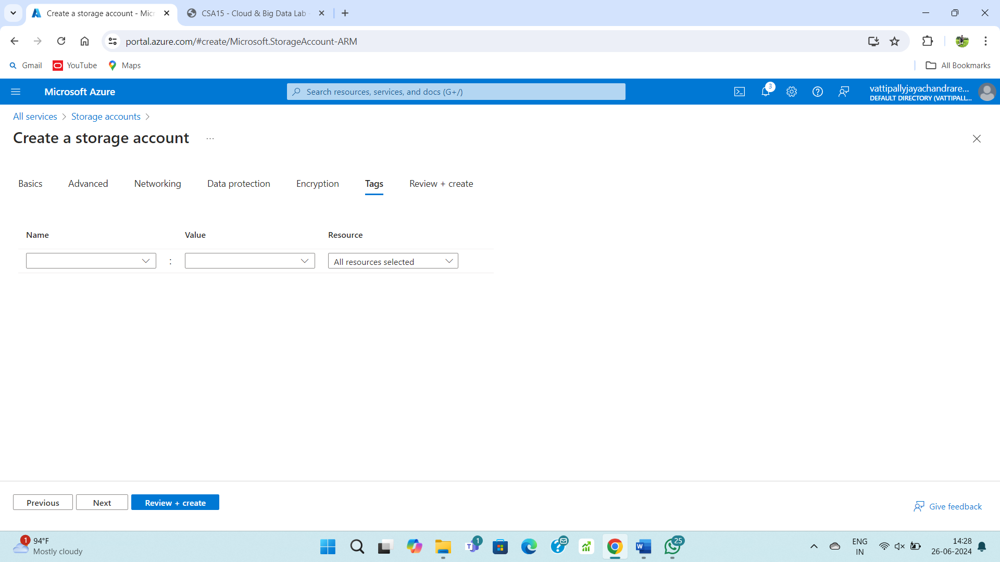 Create a storage account - Micr
CSA15 - Cloud & Big Data Lab -
portal.azure.com/#create/Microsoft.StorageAccount-ARM
Gmail
YouTube
Maps
All Bookmarks
Microsoft Azure
Search resources, services, and docs (G+/)
3
vattipallyjayachandrare...
DEFAULT DIRECTORY (VATTIPALL...
All services > Storage accounts >
Create a storage account
...
Basics
Advanced
Networking
Data protection
Encryption
Tags
Review + create
Name
Value
Resource
:
All resources selected
Previous
Next
Review + create
Give feedback
1
94°F
Mostly cloudy
1
T
W
25
ENG
IN
14:28
26-06-2024